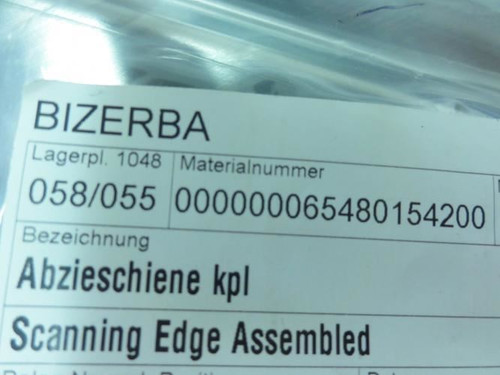 BIZERBA
Lagerpl. 1048 Materialnummer
058/055 000000065480154200
Bezeichnung
Abzieschiene kpl
Scanning Edge Assembled